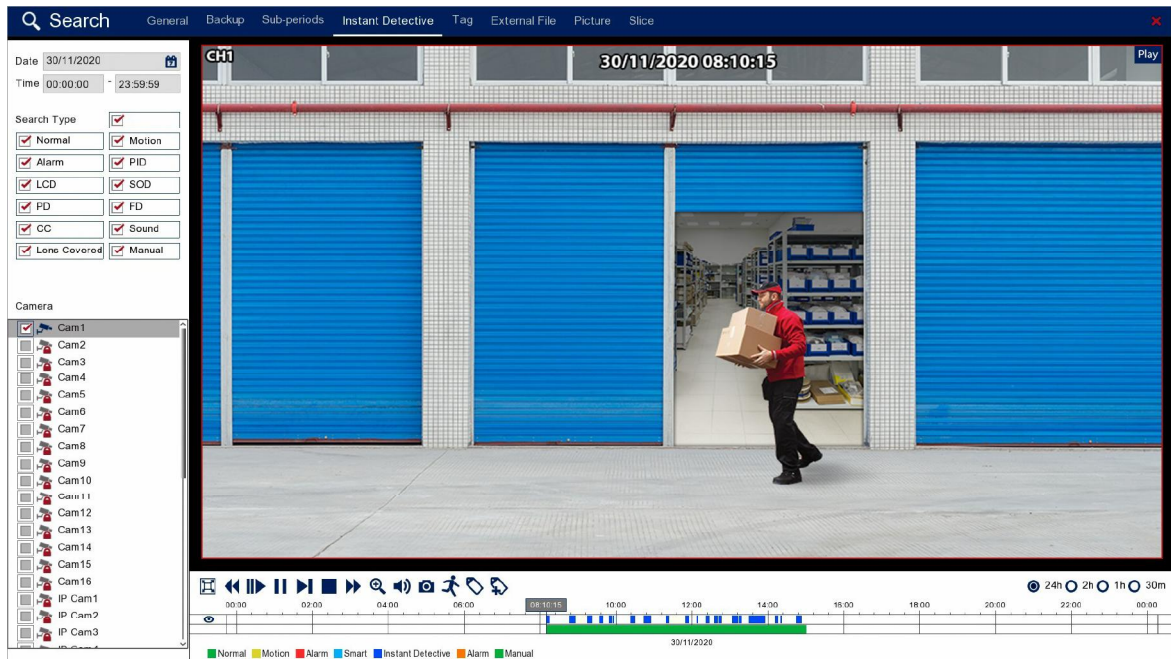 Search General Backup Sub-periods Instant Detective Tag External File Picture Slice
Date 30/11/2020
Time 00:00:00 - 23:59:59
Search Type
Normal Motion
Alarm PID
LCD SOD
PD FD
CC Sound
Lens Covered Manual
Camera
Cam1
Cam2
Cam3
Cam4
Cam5
Cam6
Cam7
Cam8
Cam9
Cam10
Cam11
Cam12
Cam13
Cam14
Cam15
Cam16
IP Cam1
IP Cam2
IP Cam3
CH1 30/11/2020 08:10:15 Play
24h 2h 1h 30m
00:00 02:00 04:00 06:00 08:10:15 10:00 12:00 14:00 16:00 18:00 20:00 22:00 00:00
30/11/2020
Normal Motion Alarm Smart Instant Detective Alarm Manual